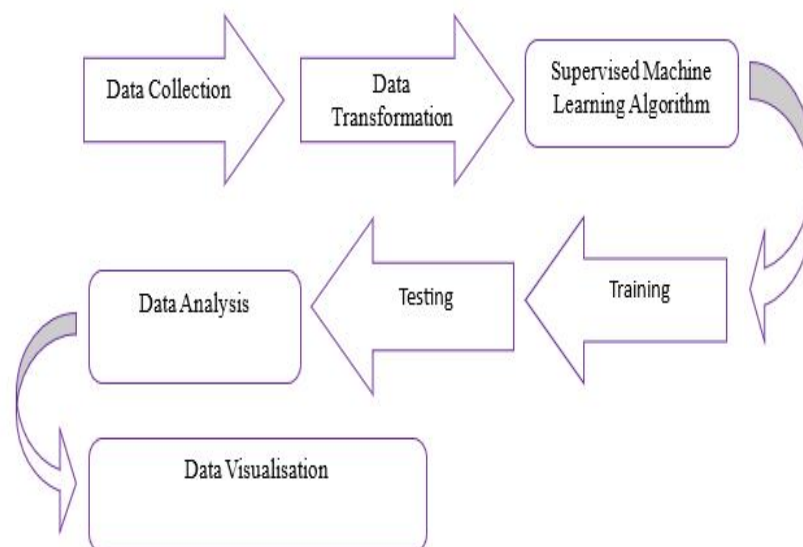 Data Collection
Data
Transformation
Supervised Machine
Learning Algorithm
Training
Testing
Data Analysis
Data Visualisation